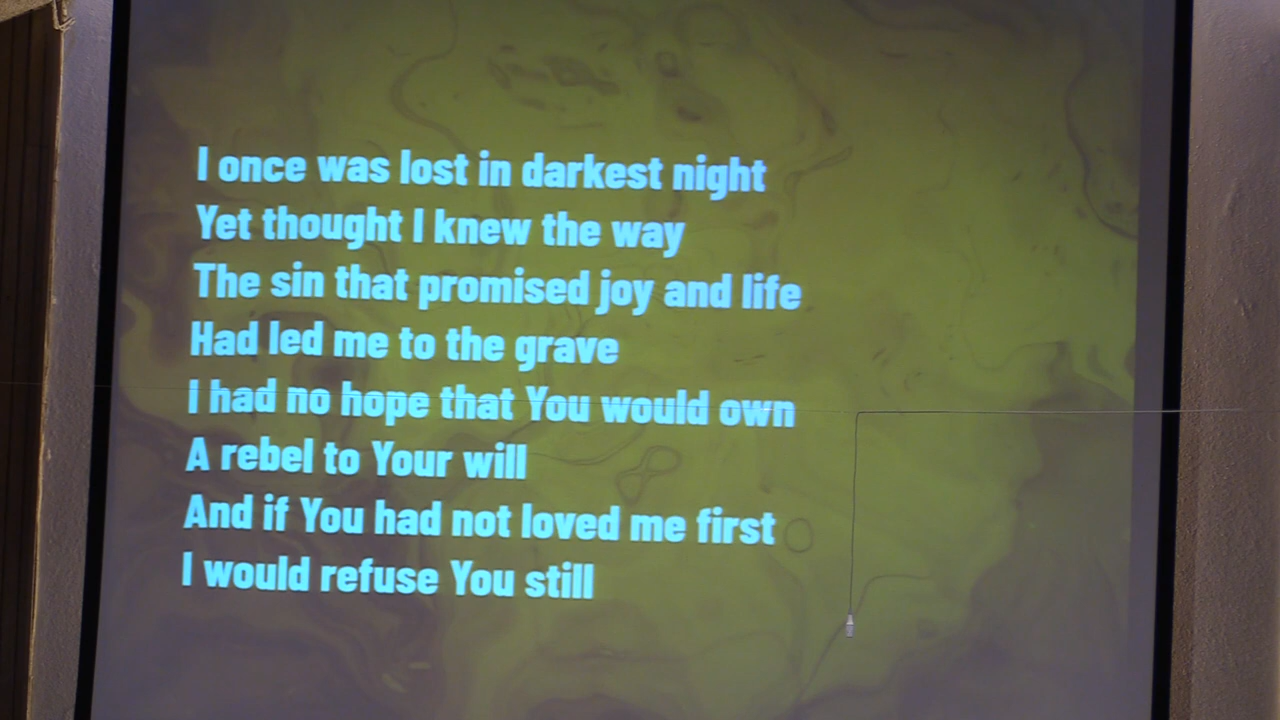 I once was lost in darkest night
Yet thought I knew the way
The sin that promised joy and life
Had led me to the grave
I had no hope that You would own
A rebel to Your will
And if You had not loved me first
I would refuse You still